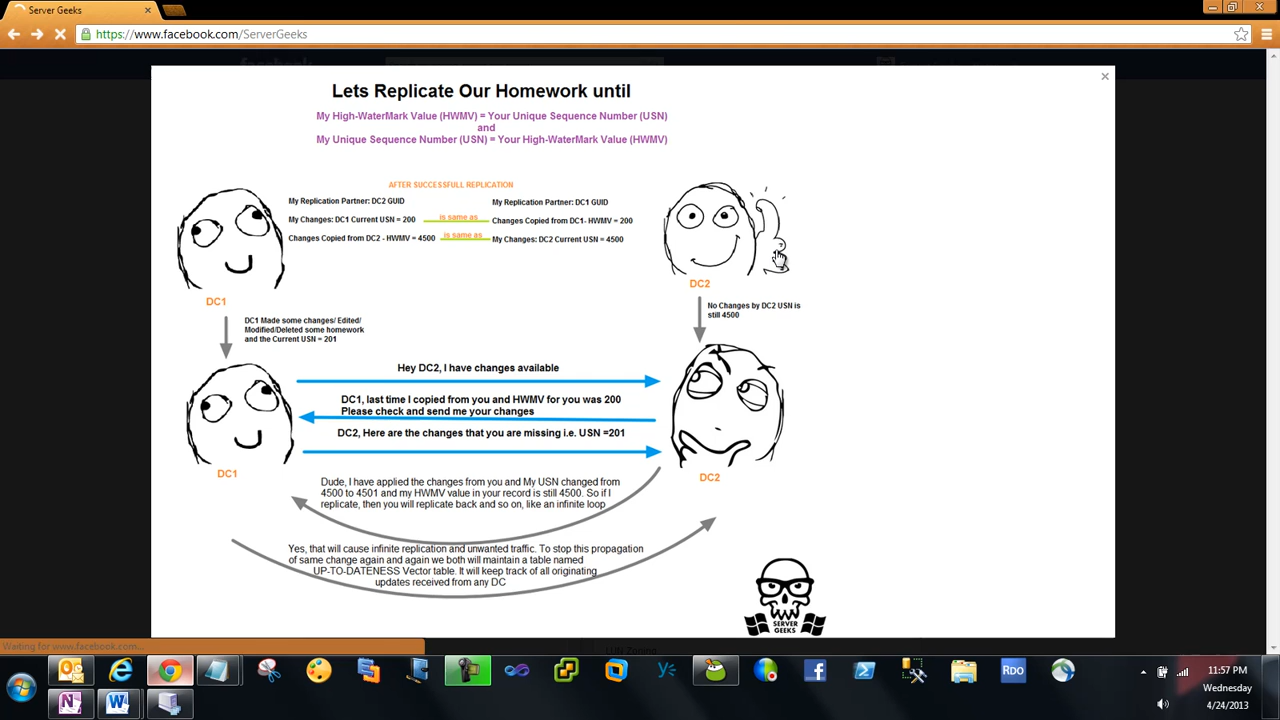 Server Geeks
https://www.facebook.com/ServerGeeks
Lets Replicate Our Homework until
My High-WaterMark Value (HWMV) = Your Unique Sequence Number (USN)
and
My Unique Sequence Number (USN) = Your High-WaterMark Value (HWMV)
AFTER SUCCESSFULL REPLICATION
My Replication Partner: DC2 GUID
My Replication Partner: DC1 GUID
My Changes: DC1 Current USN = 200
is same as
Changes Copied from DC1- HWMV = 200
Changes Copied from DC2 - HWMV = 4500
is same as
My Changes: DC2 Current USN = 4500
DC1
DC2
DC1 Made some changes/ Edited/
Modified/Deleted some homework
and the Current USN = 201
No Changes by DC2 USN is
still 4500
Hey DC2, I have changes available
DC1, last time I copied from you and HWMV for you was 200
Please check and send me your changes
DC2, Here are the changes that you are missing i.e. USN =201
DC1
DC2
Dude, I have applied the changes from you and My USN changed from
4500 to 4501 and my HWMV value in your record is still 4500. So if I
replicate, then you will replicate back and so on, like an infinite loop
Yes, that will cause infinite replication and unwanted traffic. To stop this propagation
of same change again and again we both will maintain a table named
UP-TO-DATENESS Vector table. It will keep track of all originating
updates received from any DC
SERVER
GEEKS
Waiting for www.facebook.com...
RDO
11:57 PM
Wednesday
4/24/2013